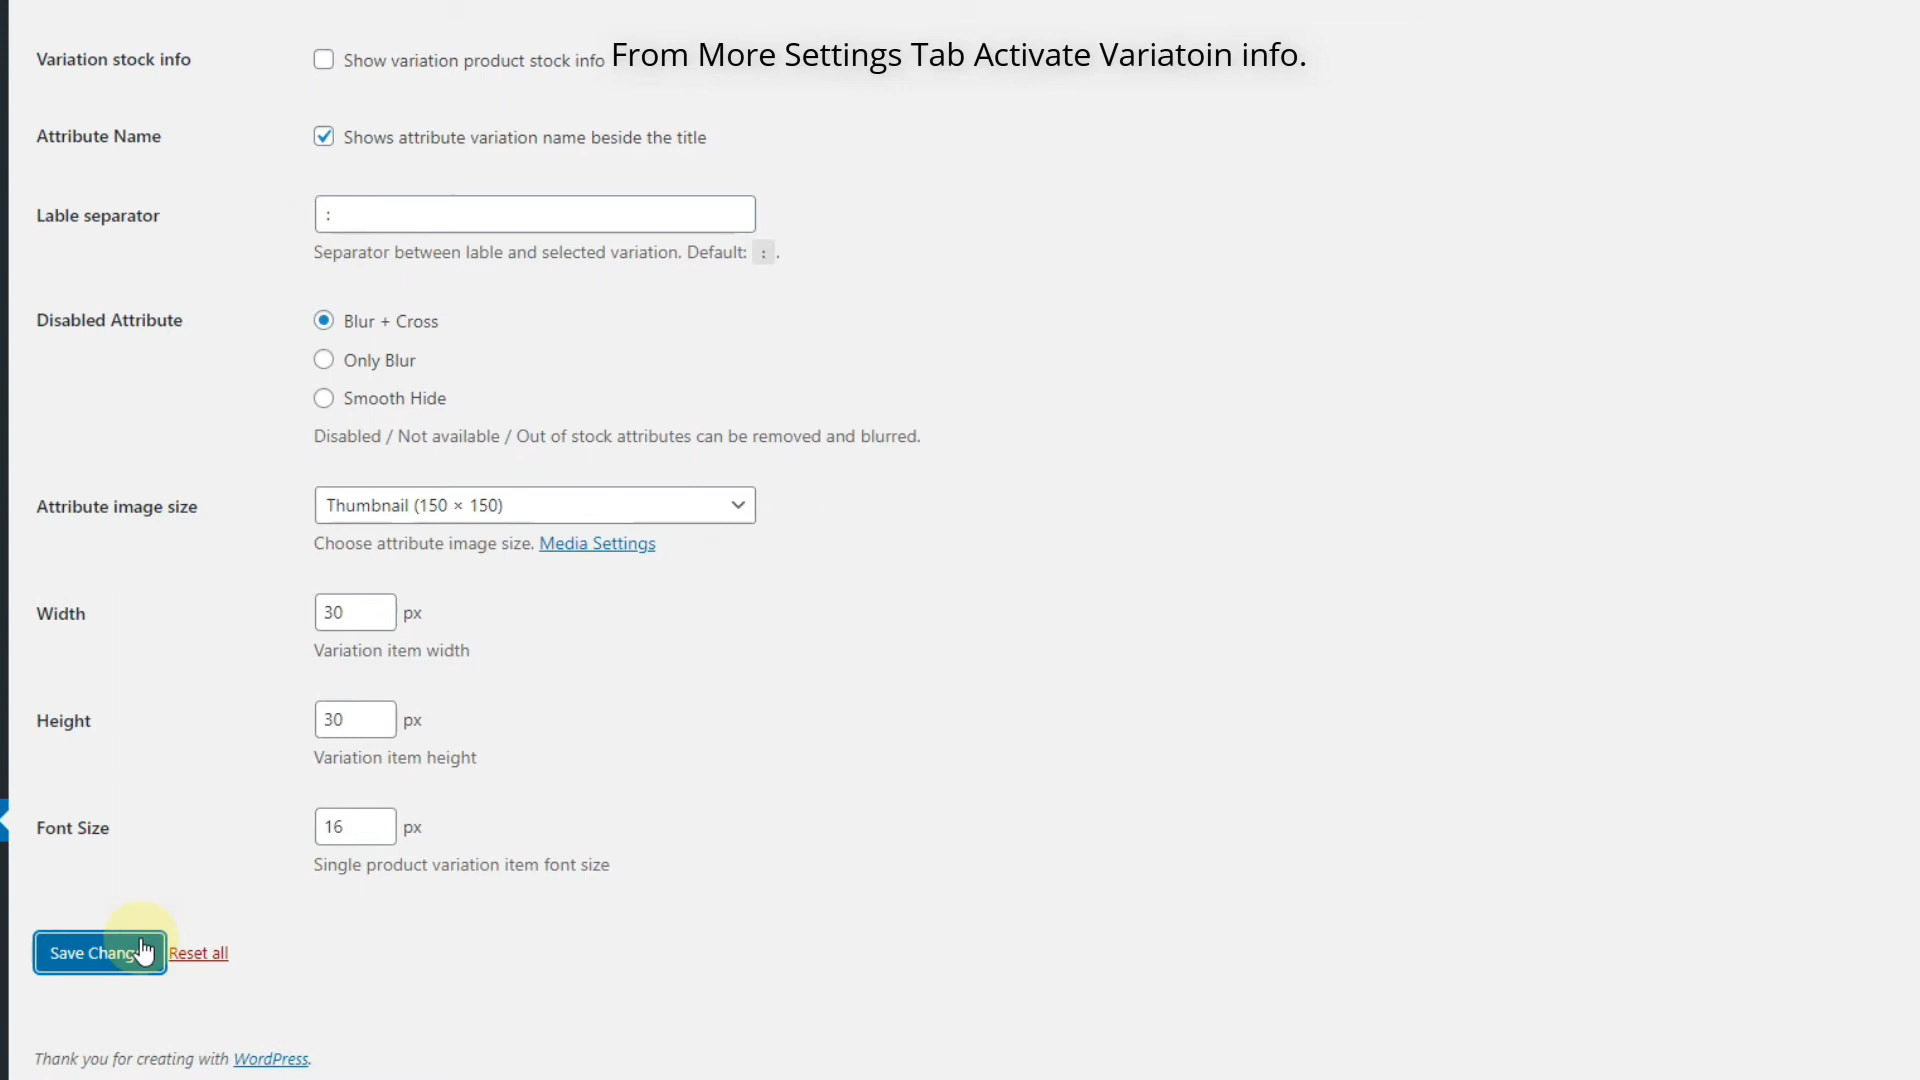 Variation stock info
Show variation product stock info
From More Settings Tab Activate Variatoin info.
Attribute Name
Shows attribute variation name beside the title
Lable separator
:
Separator between lable and selected variation. Default: : .
Disabled Attribute
Blur + Cross
Only Blur
Smooth Hide
Disabled / Not available / Out of stock attributes can be removed and blurred.
Attribute image size
Thumbnail (150 × 150)
Choose attribute image size. Media Settings
Width
30 px
Variation item width
Height
30 px
Variation item height
Font Size
16 px
Single product variation item font size
Save Reset all
Thank you for creating with WordPress.